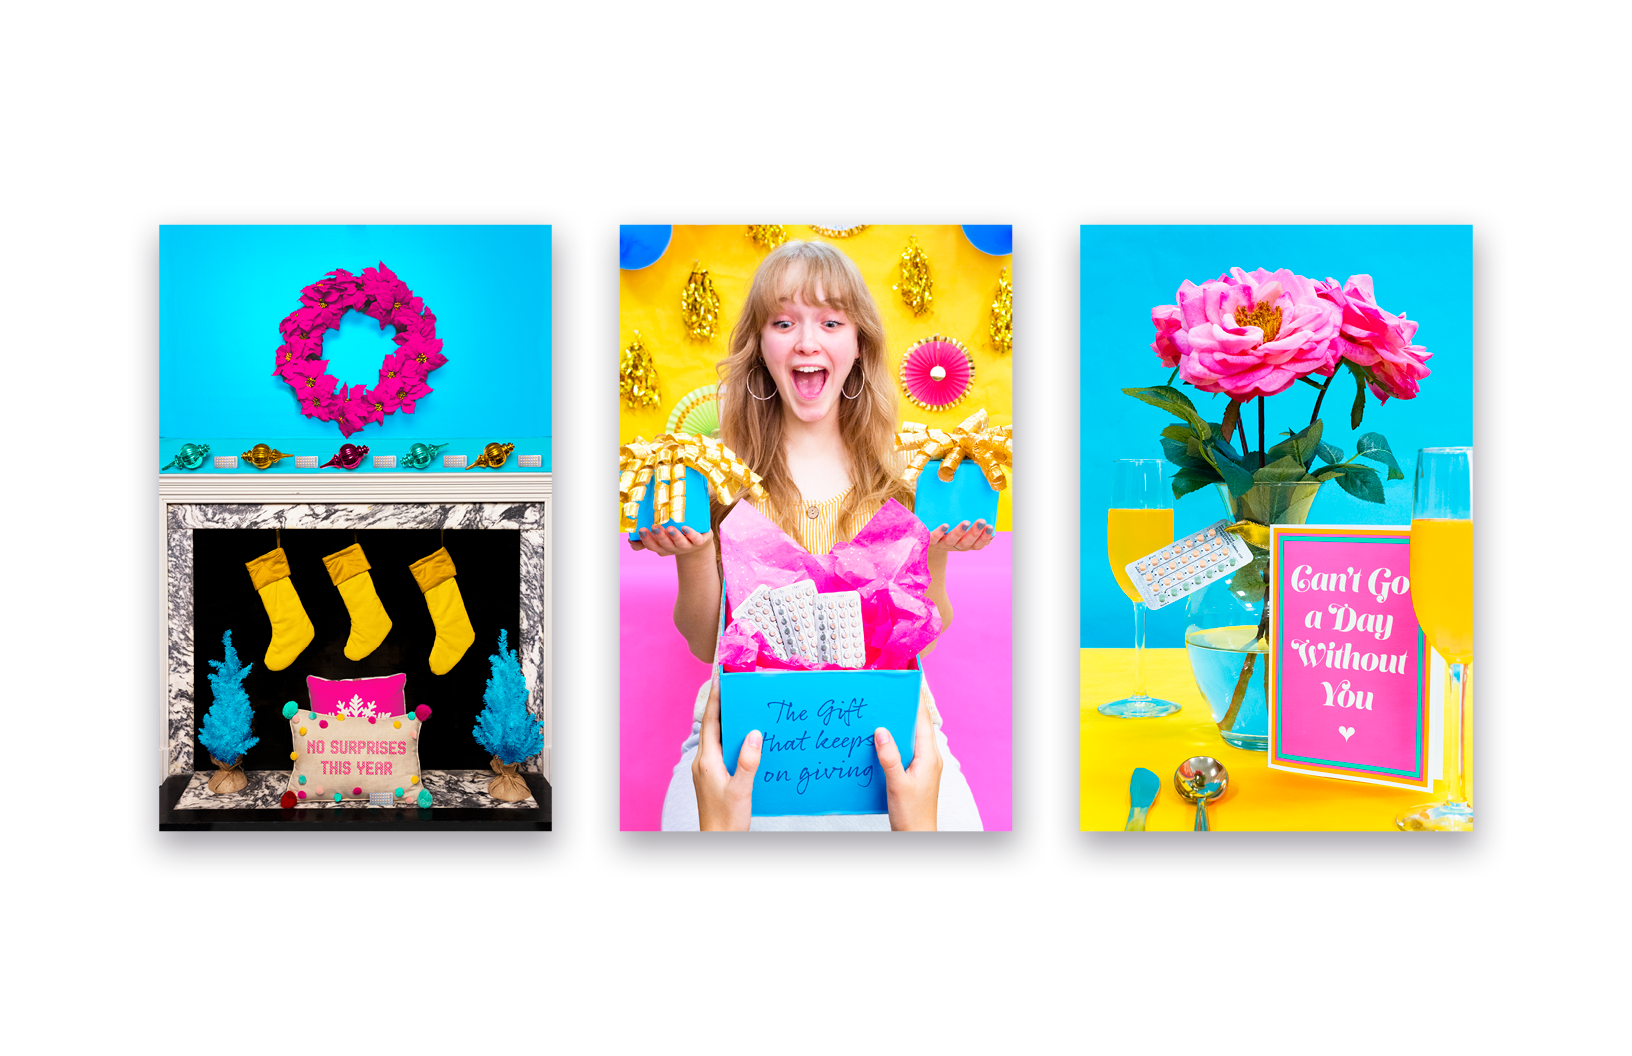 NO SURPRISES
THIS YEAR
The Gift
that keeps
on giving
Can't Go
a Day
Without
You